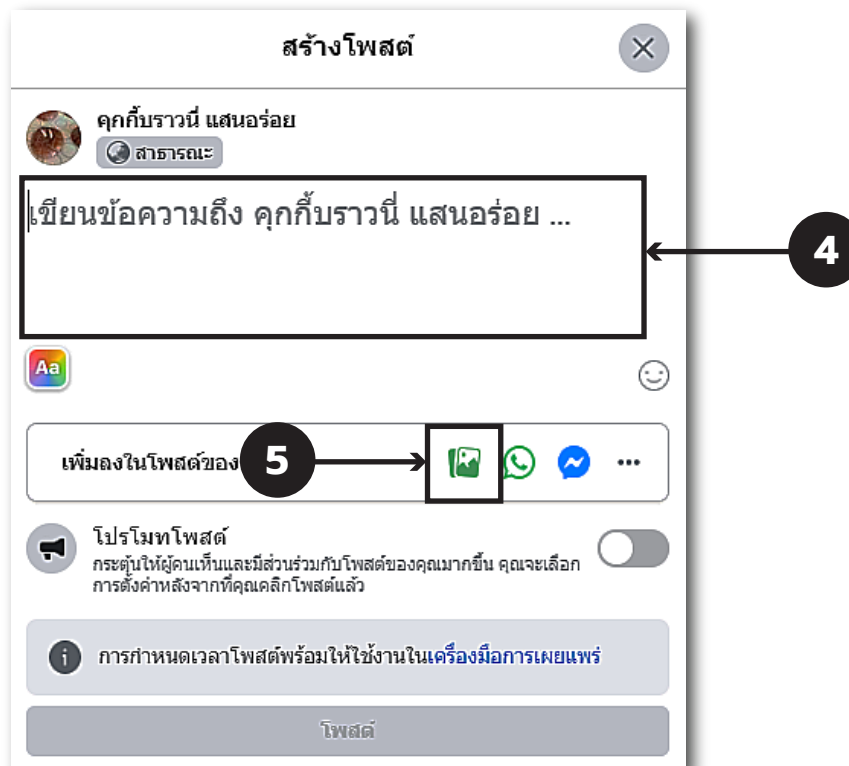 สร้างโพสต์
คุกกี้บราวนี่ แสนอร่อย
สาธารณะ
เขียนข้อความถึง คุกกี้บราวนี่ แสนอร่อย ...
4
Aa
เพิ่มลงในโพสต์ของ
5
โปรโมทโพสต์
กระตุ้นให้ผู้คนเห็นและมีส่วนร่วมกับโพสต์ของคุณมากขึ้น คุณจะเลือก
การตั้งค่าหลังจากที่คุณคลิกโพสต์แล้ว
i การกำหนดเวลาโพสต์พร้อมให้ใช้งานในเครื่องมือการเผยแพร่
โพสต์